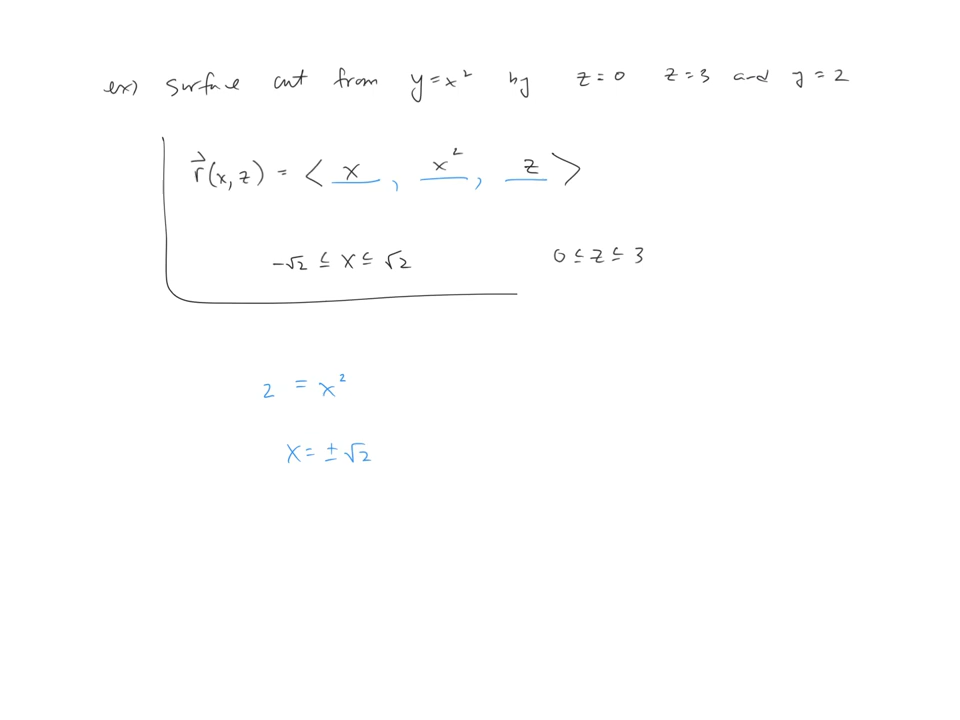 ex) surface cut from y = x² by z = 0 z = 3 and y = 2
r⃗(x, z) = < x , x² , z >
-√2 ≤ x ≤ √2 0 ≤ z ≤ 3
2 = x²
x = ±√2